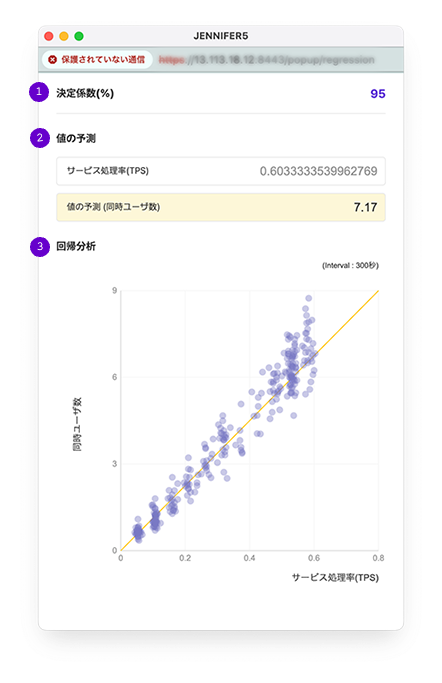 JENNIFER5
保護されていない通信
1 決定係数(%) 95
2 値の予測
サービス処理率(TPS) 0.6033333539962769
値の予測 (同時ユーザ数) 7.17
3 回帰分析
(Interval : 300秒)
9
6
3
0
同時ユーザ数
0 0.2 0.4 0.6 0.8
サービス処理率(TPS)